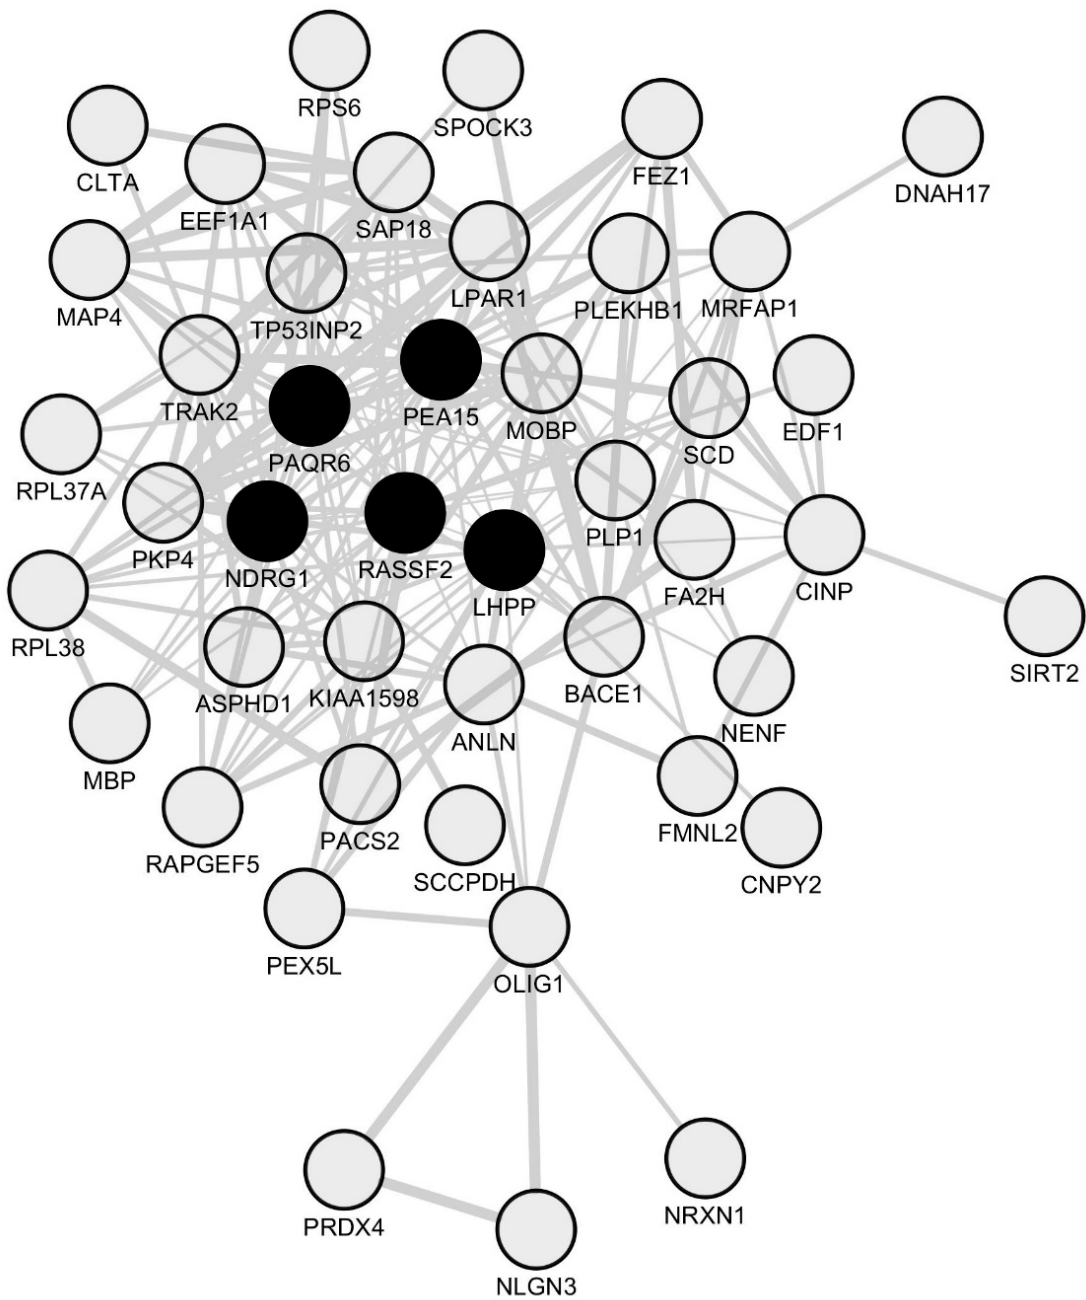 RPS6
SPOCK3
CLTA
FEZ1
DNAH17
EEF1A1
SAP18
MAP4
TP53INP2
LPAR1
PLEKHB1
MRFAP1
TRAK2
PEA15
MOBP
SCD
EDF1
PAQR6
RPL37A
PKP4
NDRG1
RASSF2
LHPP
PLP1
FA2H
CINP
RPL38
ASPHD1
KIAA1598
ANLN
BACE1
NENF
SIRT2
MBP
RAPGEF5
PACS2
SCCPDH
FMNL2
CNPY2
PEX5L
OLIG1
PRDX4
NLGN3
NRXN1